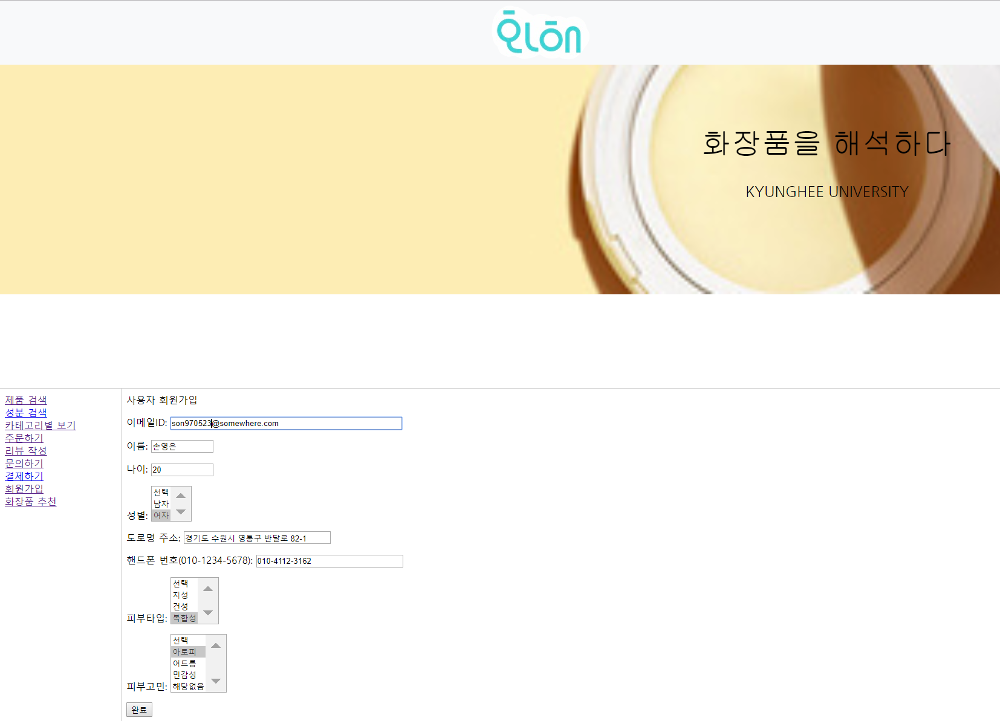 Qlōn
화장품을 해석하다
KYUNGHEE UNIVERSITY
제품 검색
성분 검색
카테고리별 보기
주문하기
리뷰 작성
문의하기
결제하기
회원가입
화장품 추천
사용자 회원가입
이메일ID: son970523@somewhere.com
이름: 손영은
나이: 20
선택
남자
성별: 여자
도로명 주소: 경기도 수원시 영통구 반달로 82-1
핸드폰 번호(010-1234-5678): 010-4112-3162
선택
지성
건성
피부타입: 복합성
선택
아토피
여드름
민감성
피부고민: 해당없음
완료